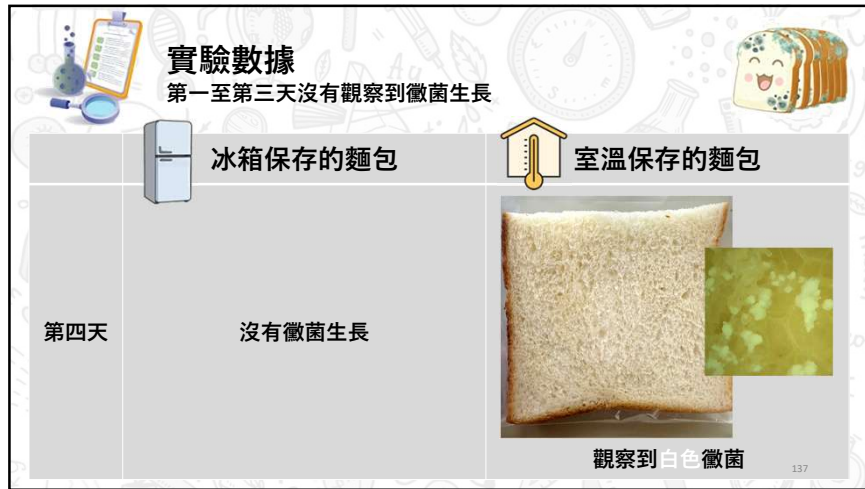 實驗數據
第一至第三天沒有觀察到黴菌生長
冰箱保存的麵包
室溫保存的麵包
第四天
沒有黴菌生長
觀察到白色黴菌
137